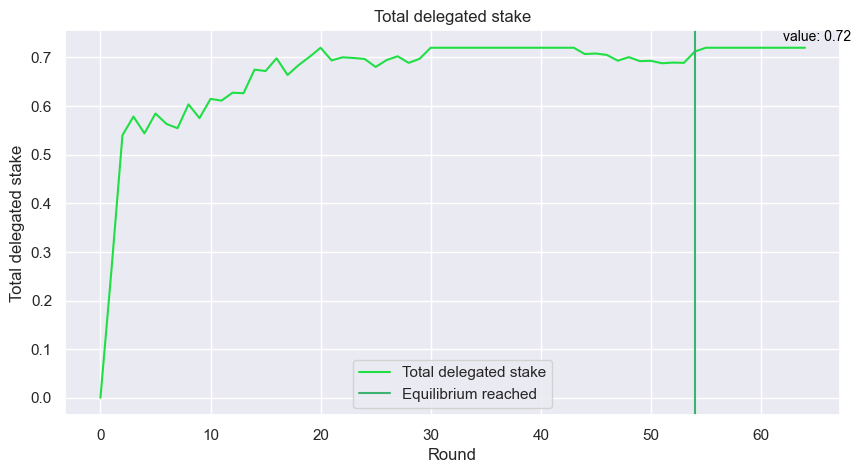 Total delegated stake
value: 0.72
Total delegated stake
0.7
0.6
0.5
0.4
0.3
0.2
0.1
0.0
Total delegated stake
Equilibrium reached
0 10 20 30 40 50 60
Round